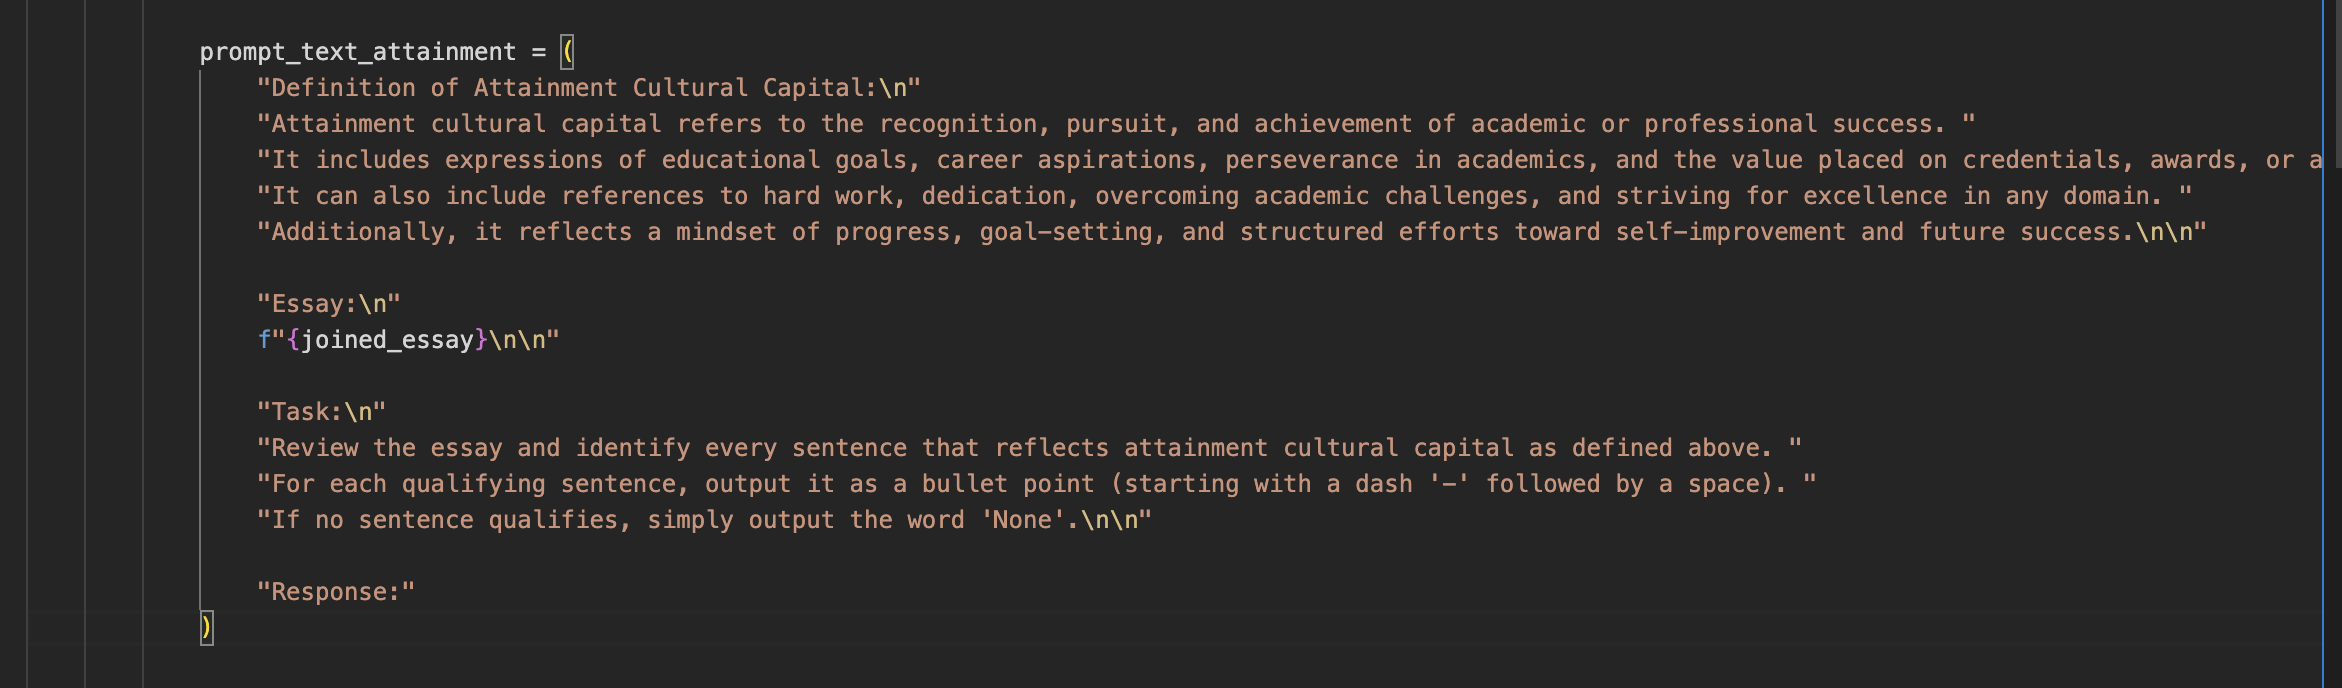 prompt_text_attainment = (
"Definition of Attainment Cultural Capital:\n"
"Attainment cultural capital refers to the recognition, pursuit, and achievement of academic or professional success. "
"It includes expressions of educational goals, career aspirations, perseverance in academics, and the value placed on credentials, awards, or a
"It can also include references to hard work, dedication, overcoming academic challenges, and striving for excellence in any domain. "
"Additionally, it reflects a mindset of progress, goal-setting, and structured efforts toward self-improvement and future success.\n\n"
"Essay:\n"
f"{joined_essay}\n\n"
"Task:\n"
"Review the essay and identify every sentence that reflects attainment cultural capital as defined above. "
"For each qualifying sentence, output it as a bullet point (starting with a dash '-' followed by a space). "
"If no sentence qualifies, simply output the word 'None'.\n\n"
"Response:"
)